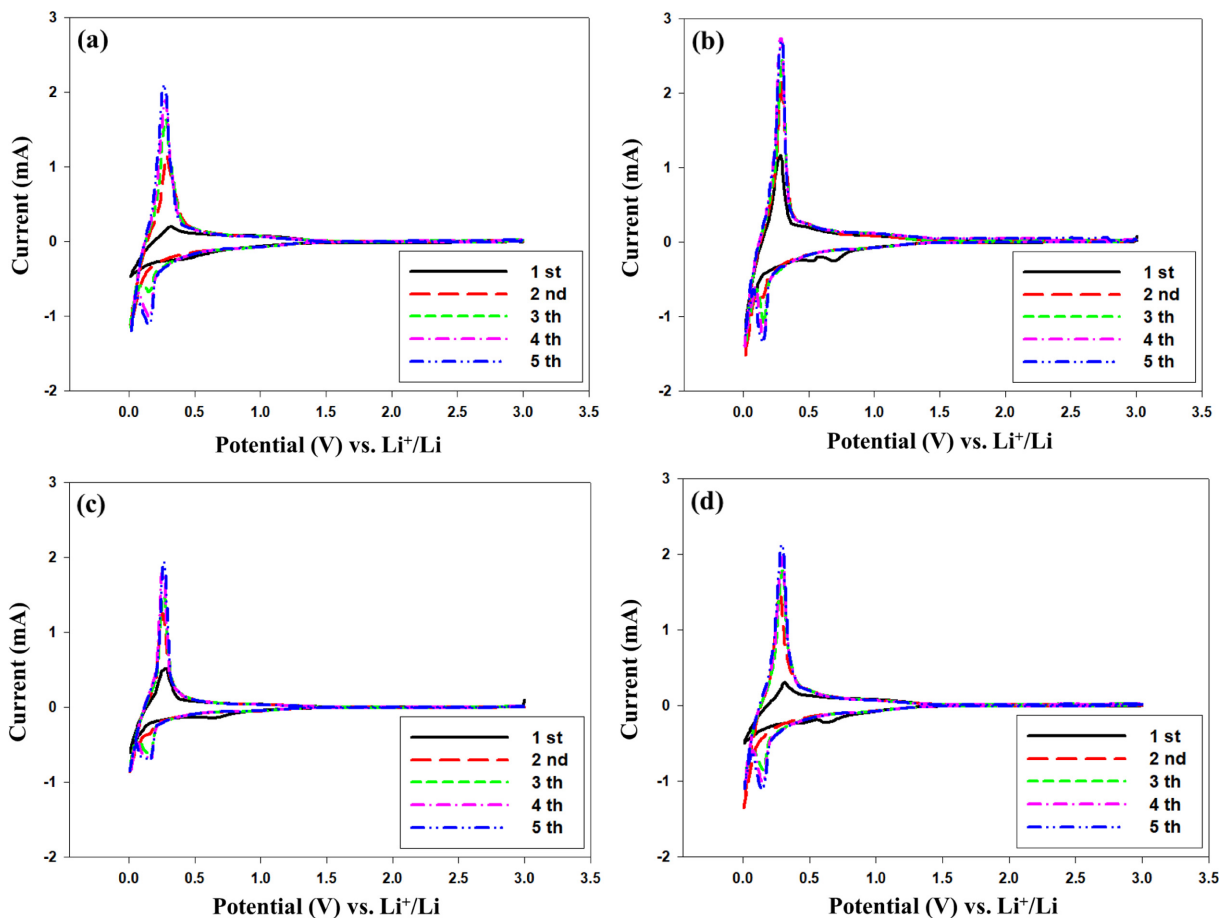 (a)
3
2
1
0
-1
-2
Current (mA)
0.0 0.5 1.0 1.5 2.0 2.5 3.0 3.5
Potential (V) vs. Li⁺/Li
1 st
2 nd
3 th
4 th
5 th
(b)
3
2
1
0
-1
-2
Current (mA)
0.0 0.5 1.0 1.5 2.0 2.5 3.0 3.5
Potential (V) vs. Li⁺/Li
1 st
2 nd
3 th
4 th
5 th
(c)
3
2
1
0
-1
-2
Current (mA)
0.0 0.5 1.0 1.5 2.0 2.5 3.0 3.5
Potential (V) vs. Li⁺/Li
1 st
2 nd
3 th
4 th
5 th
(d)
3
2
1
0
-1
-2
Current (mA)
0.0 0.5 1.0 1.5 2.0 2.5 3.0 3.5
Potential (V) vs. Li⁺/Li
1 st
2 nd
3 th
4 th
5 th